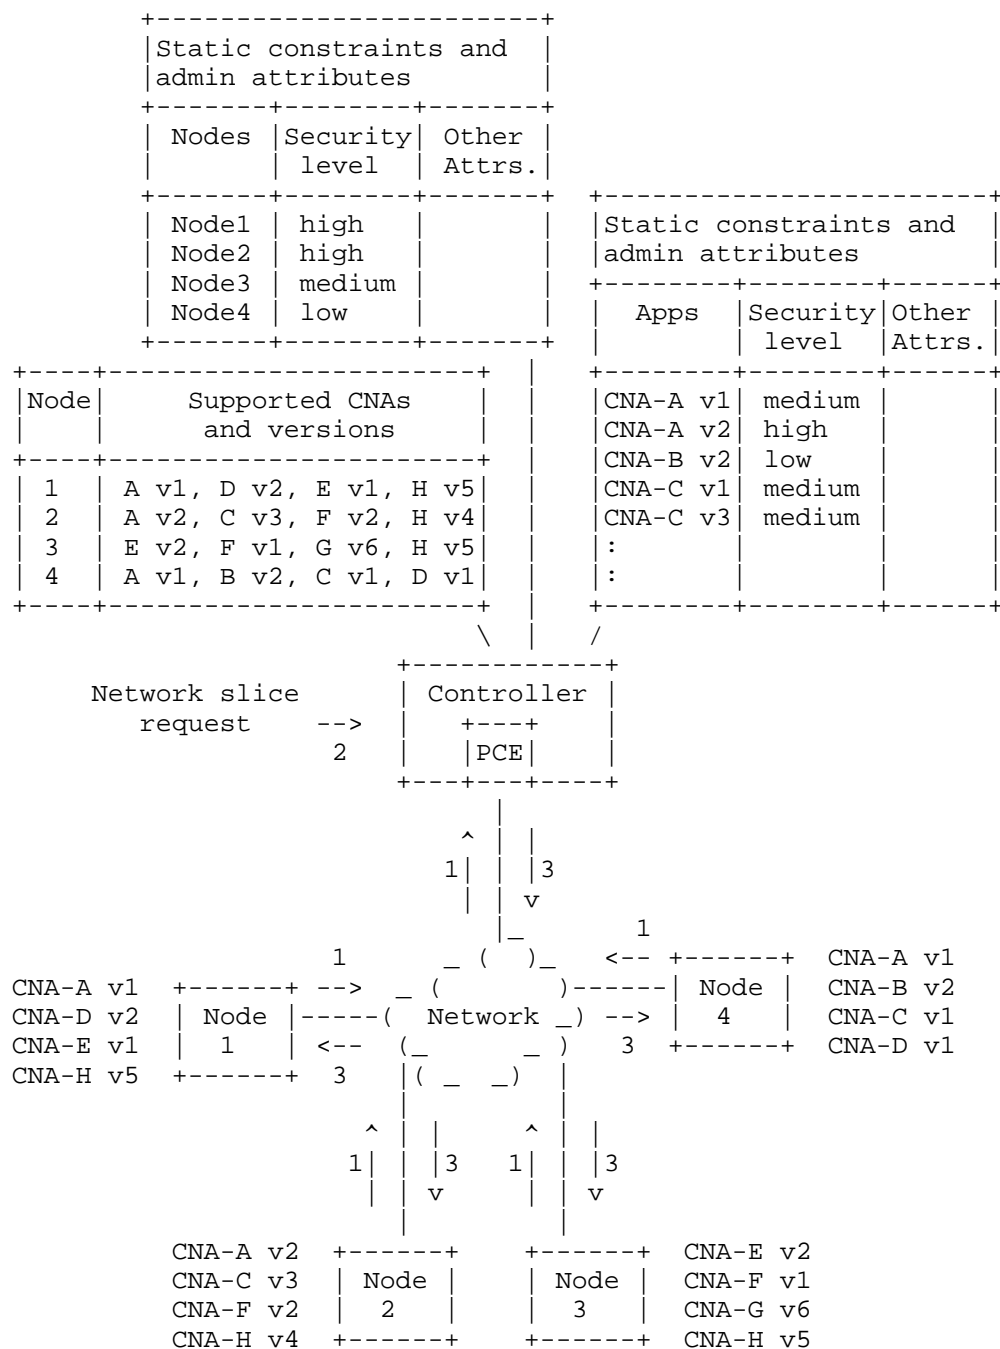 +-------------------------+
|Static constraints and   |
|admin attributes         |
+-------+--------+-------+
| Nodes |Security| Other |
|       | level  | Attrs.|
+-------+--------+-------+  +-------------------------+
| Node1 | high   |       |  |Static constraints and   |
| Node2 | high   |       |  |admin attributes         |
| Node3 | medium |       |  +--------+--------+------+
| Node4 | low    |       |  |  Apps  |Security|Other |
+-------+--------+-------+  |        | level  |Attrs.|
+----+-----------------------+  |   +--------+--------+------+
|Node|     Supported CNAs    |  |   |CNA-A v1| medium |      |
|    |      and versions     |  |   |CNA-A v2| high   |      |
+----+-----------------------+  |   |CNA-B v2| low    |      |
| 1  | A v1, D v2, E v1, H v5|  |   |CNA-C v1| medium |      |
| 2  | A v2, C v3, F v2, H v4|  |   |CNA-C v3| medium |      |
| 3  | E v2, F v1, G v6, H v5|  |   |:       |        |      |
| 4  | A v1, B v2, C v1, D v1|  |   |:       |        |      |
+----+-----------------------+  |   +--------+--------+------+
\  |   /
+------------+
Network slice      | Controller |
request    -->  |   +---+    |
2   |   |PCE|    |
+---+---+----+
|
^ | |
1| | |3
| | v
|_      1
1      _ (  )_   <-- +------+  CNA-A v1
CNA-A v1  +------+ -->  _ (       )------| Node |  CNA-B v2
CNA-D v2  | Node |-----(  Network _) --> |  4   |  CNA-C v1
CNA-E v1  |  1   | <--  (_      _ )   3  +------+  CNA-D v1
CNA-H v5  +------+  3    |( _  _)  |
|         |
^ | |     ^ | |
1| | |3   1| | |3
| | v     | | v
|         |
CNA-A v2  +------+    +------+  CNA-E v2
CNA-C v3  | Node |    | Node |  CNA-F v1
CNA-F v2  |  2   |    |  3   |  CNA-G v6
CNA-H v4  +------+    +------+  CNA-H v5